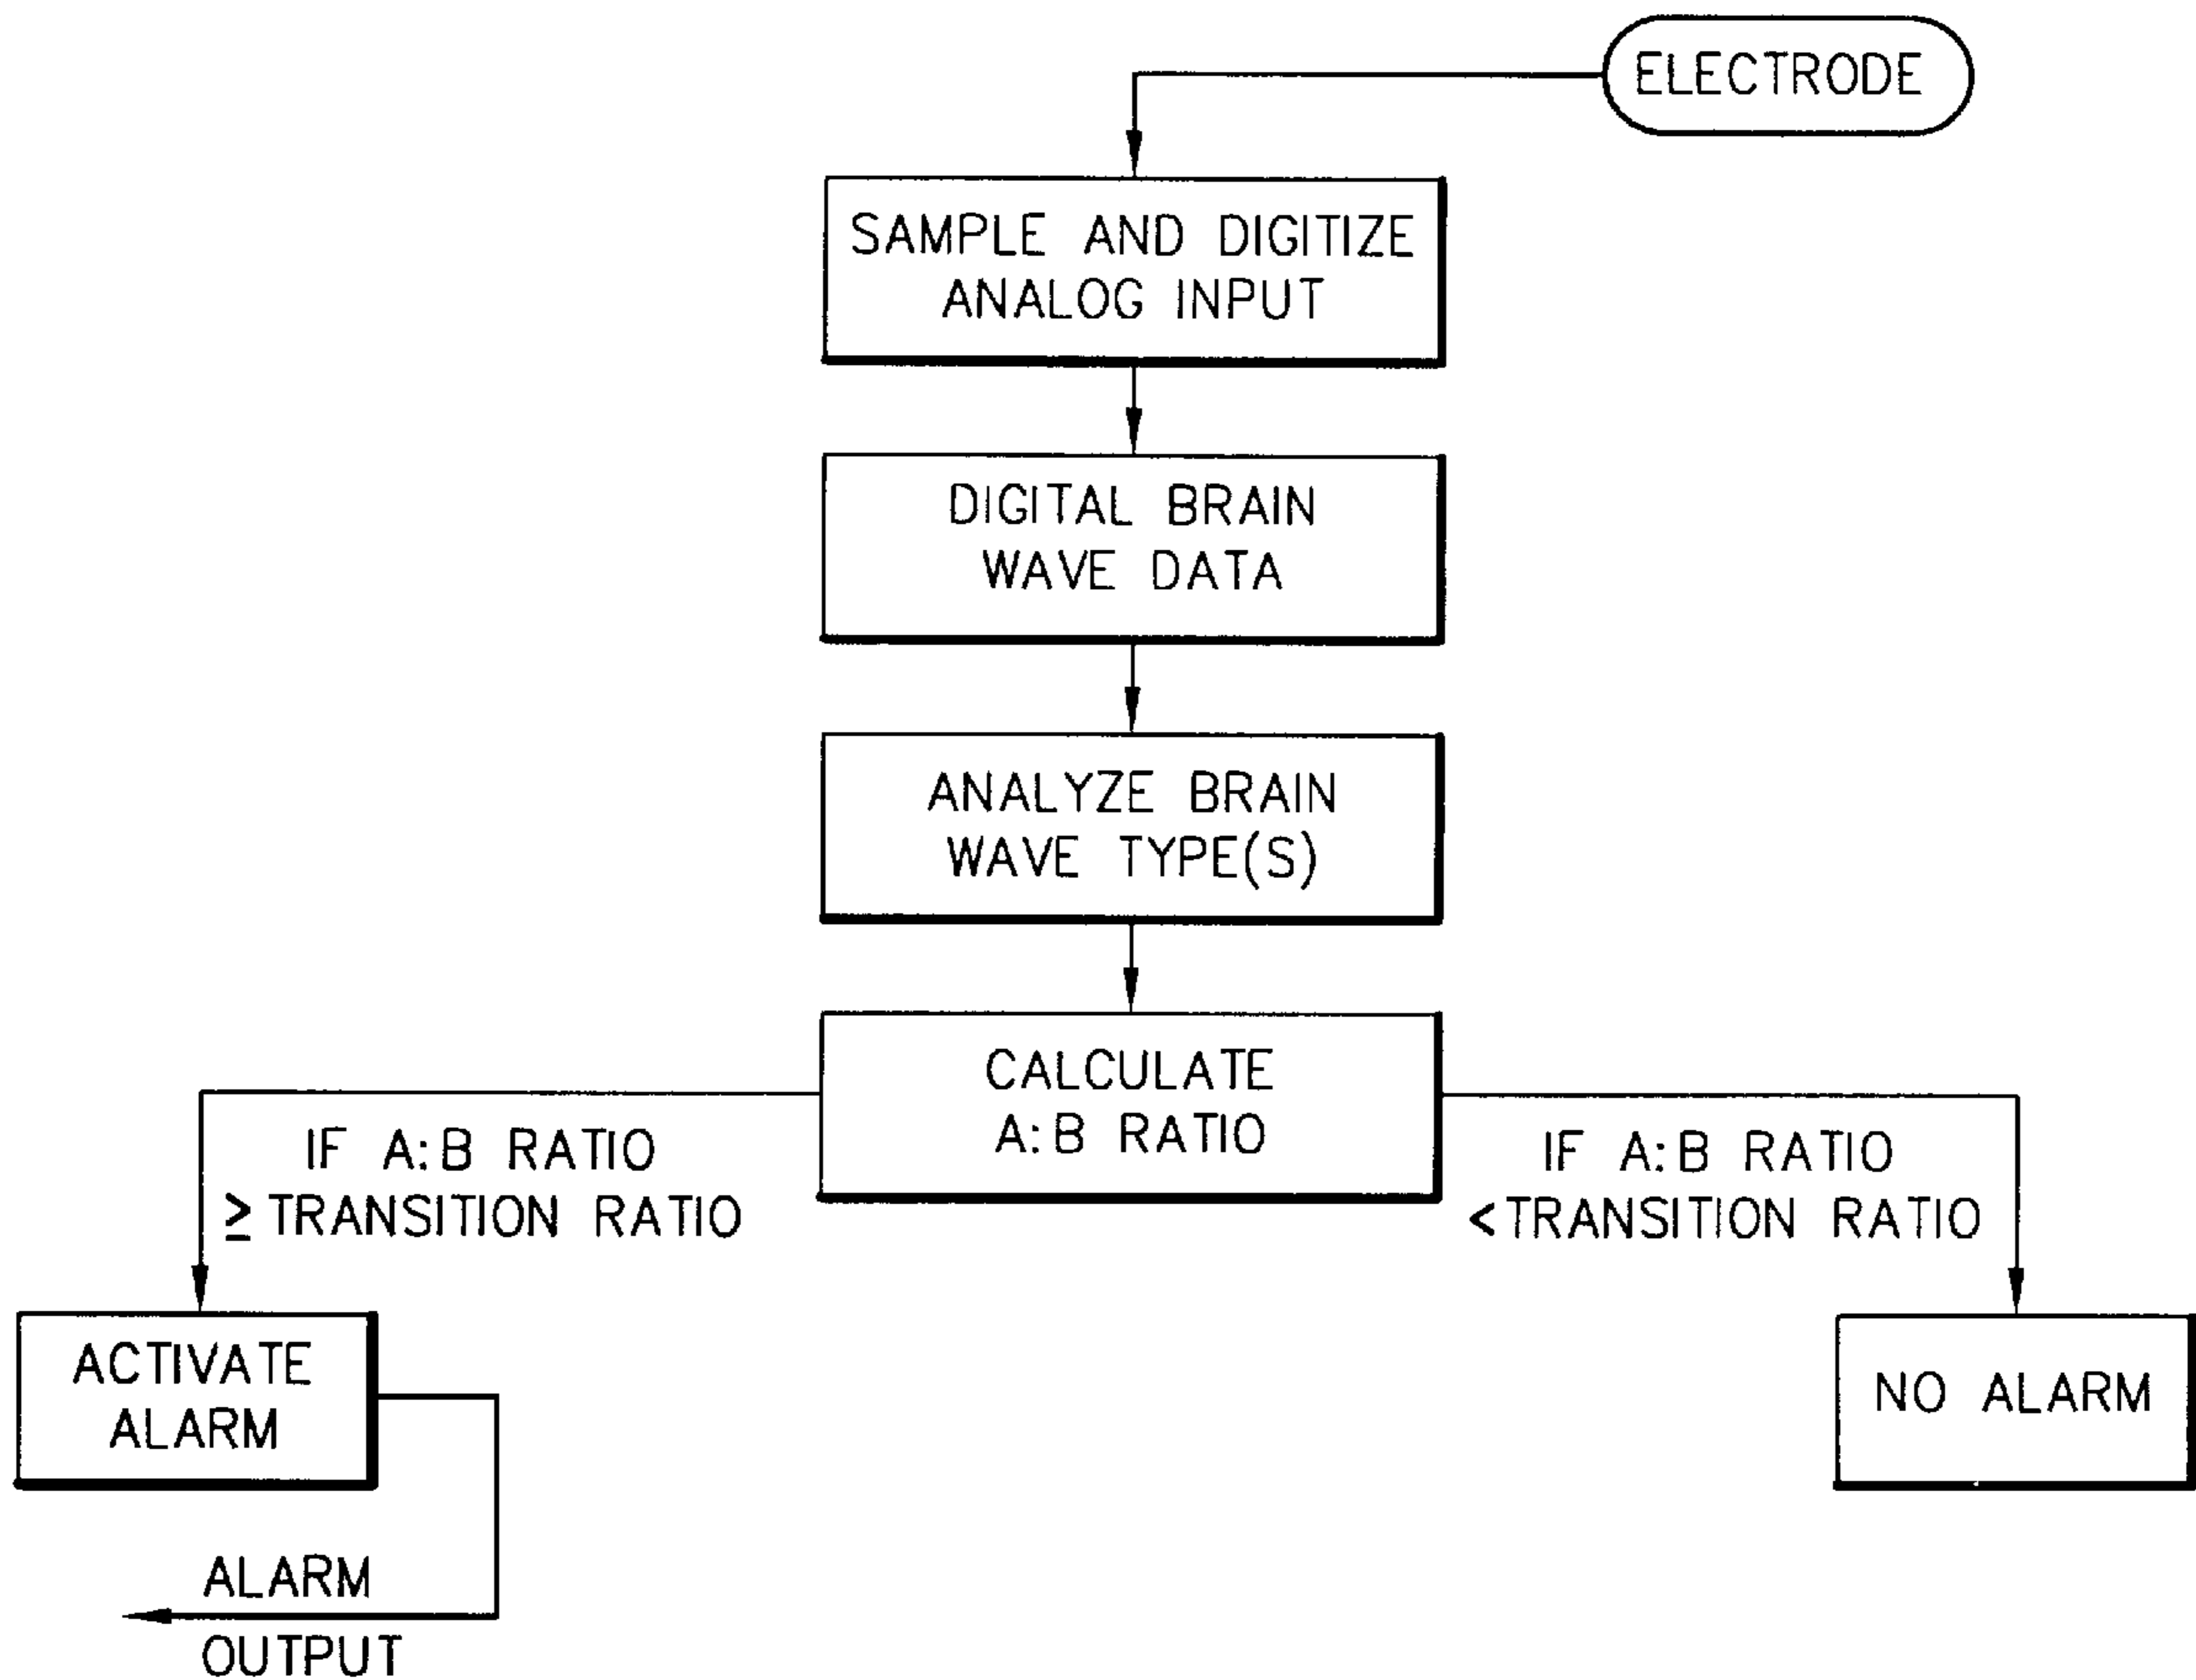 ELECTRODE
SAMPLE AND DIGITIZE
ANALOG INPUT
DIGITAL BRAIN
WAVE DATA
ANALYZE BRAIN
WAVE TYPE(S)
CALCULATE
A:B RATIO
IF A:B RATIO
≥ TRANSITION RATIO
IF A:B RATIO
< TRANSITION RATIO
ACTIVATE
ALARM
NO ALARM
ALARM
OUTPUT